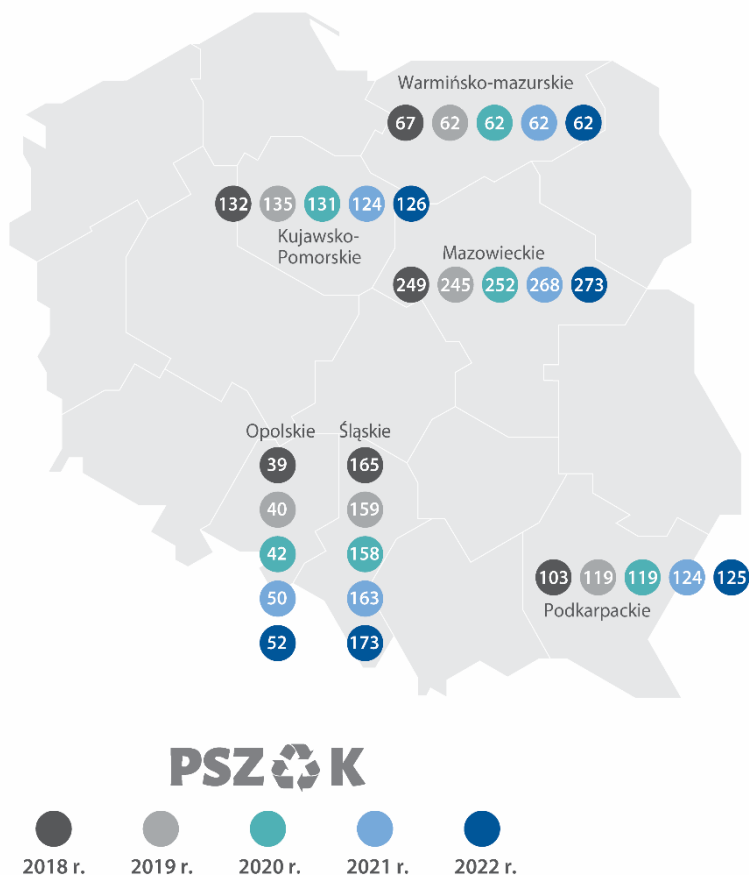 Warmińsko-mazurskie
67 62 62 62 62
132 135 131 124 126
Kujawsko-
Pomorskie
Mazowieckie
249 245 252 268 273
Opolskie Śląskie
39 165
40 159
42 158
50 163
52 173
103 119 119 124 125
Podkarpackie
PSZOK
2018 r. 2019 r. 2020 r. 2021 r. 2022 r.